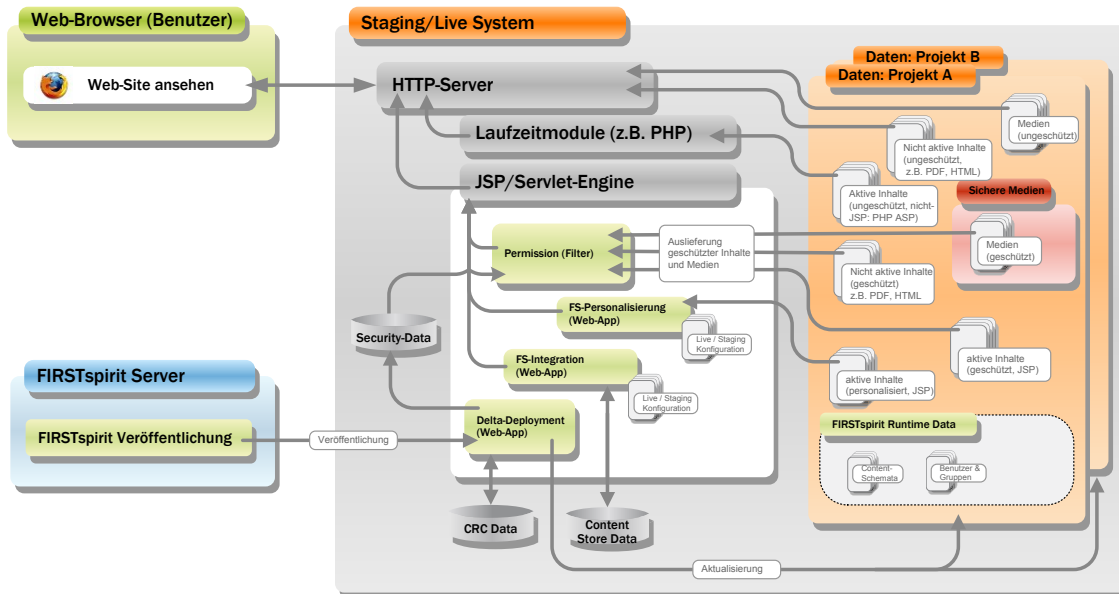 Web-Browser (Benutzer)
Web-Site ansehen
Staging/Live System
HTTP-Server
Laufzeitmodule (z.B. PHP)
JSP/Servlet-Engine
Permission (Filter)
Auslieferung
geschützter Inhalte
und Medien
FS-Personalisierung
(Web-App)
Live / Staging
Konfiguration
FS-Integration
(Web-App)
Live / Staging
Konfiguration
Delta-Deployment
(Web-App)
Security-Data
CRC Data
Content
Store Data
FIRSTspirit Server
FIRSTspirit Veröffentlichung
Veröffentlichung
Aktualisierung
Daten: Projekt B
Daten: Projekt A
Medien
(ungeschützt)
Nicht aktive Inhalte
(ungeschützt,
z.B. PDF, HTML)
Aktive Inhalte
(ungeschützt, nicht-
JSP: PHP ASP)
Sichere Medien
Medien
(geschützt)
Nicht aktive Inhalte
(geschützt)
z.B. PDF, HTML
aktive Inhalte
(geschützt, JSP)
aktive Inhalte
(personalisiert, JSP)
FIRSTspirit Runtime Data
Content-
Schemata
Benutzer &
Gruppen